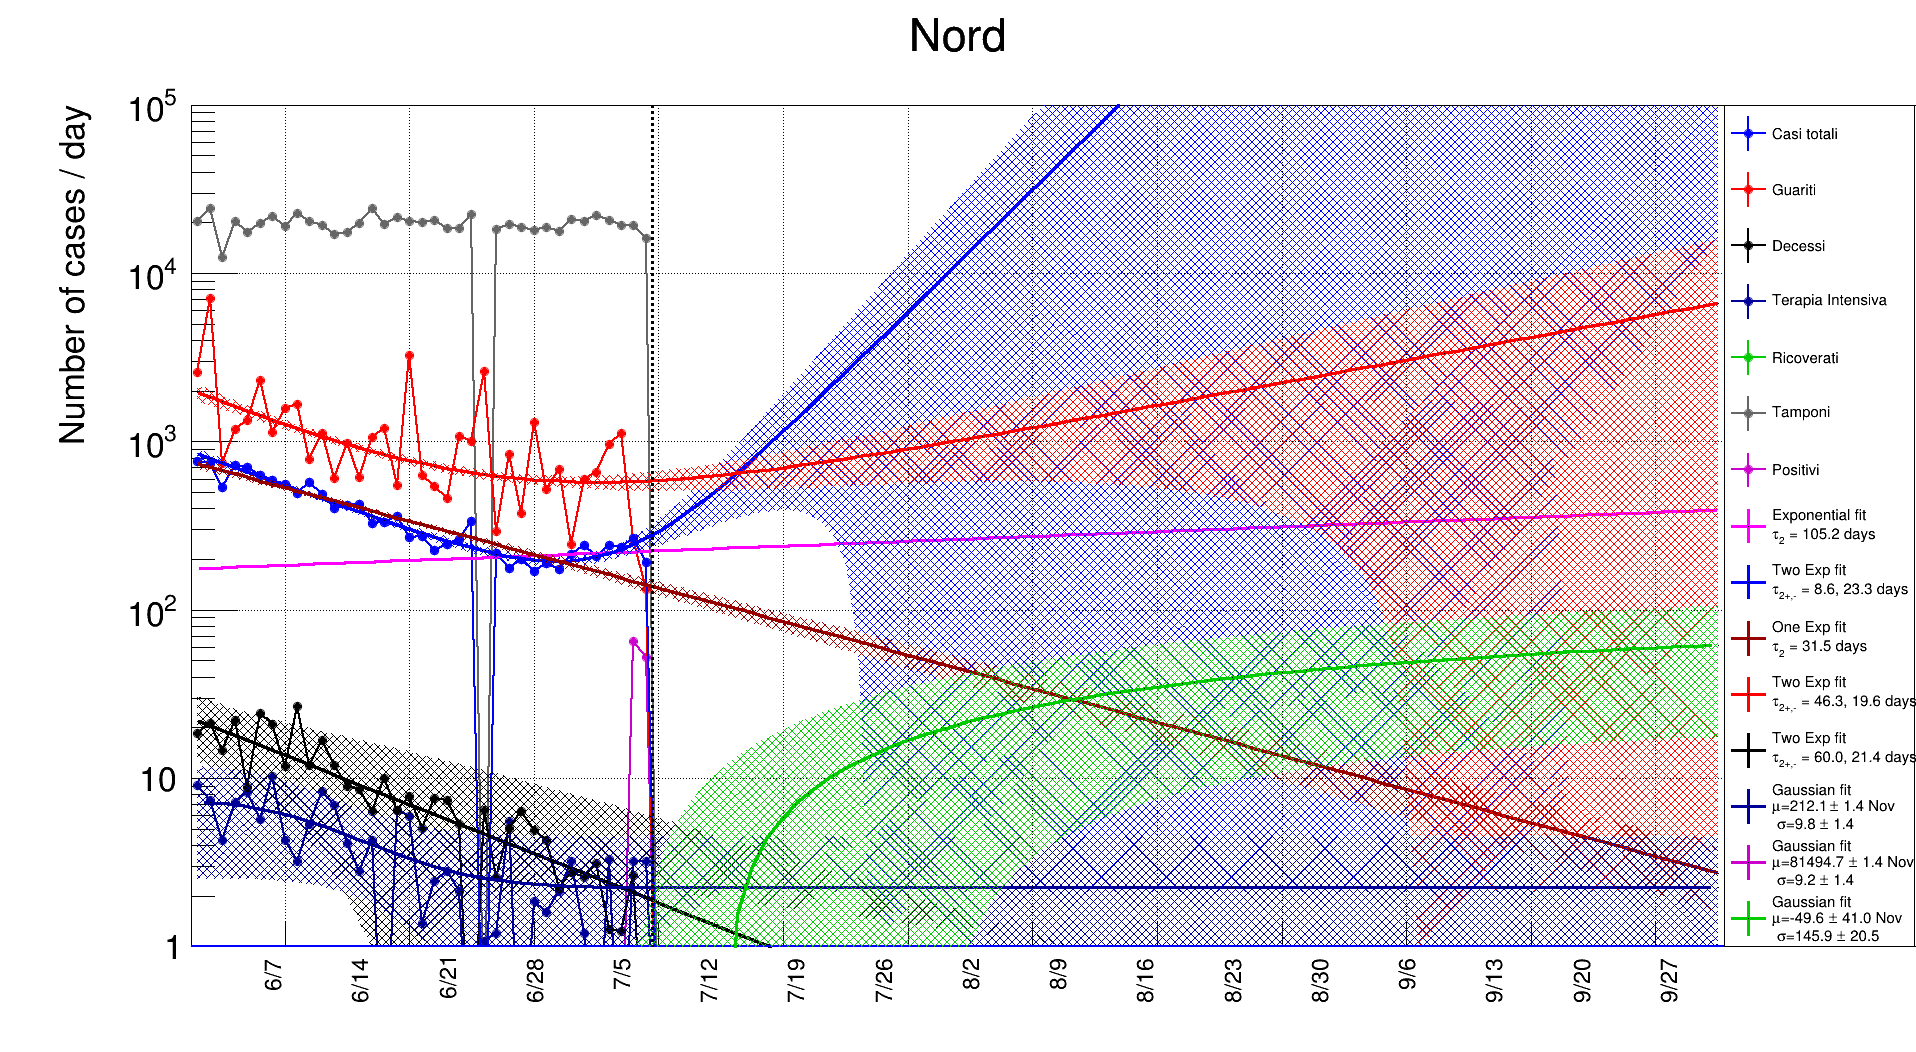 Nord
Number of cases / day
10^5
10^4
10^3
10^2
10
1
6/7
6/14
6/21
6/28
7/5
7/12
7/19
7/26
8/2
8/9
8/16
8/23
8/30
9/6
9/13
9/20
9/27
Casi totali
Guariti
Decessi
Terapia Intensiva
Ricoverati
Tamponi
Positivi
Exponential fit
τ2 = 105.2 days
Two Exp fit
τ2+,- = 8.6, 23.3 days
One Exp fit
τ2 = 31.5 days
Two Exp fit
τ2+,- = 46.3, 19.6 days
Two Exp fit
τ2+,- = 60.0, 21.4 days
Gaussian fit
μ=212.1 ± 1.4 Nov
σ=9.8 ± 1.4
Gaussian fit
μ=81494.7 ± 1.4 Nov
σ=9.2 ± 1.4
Gaussian fit
μ=-49.6 ± 41.0 Nov
σ=145.9 ± 20.5